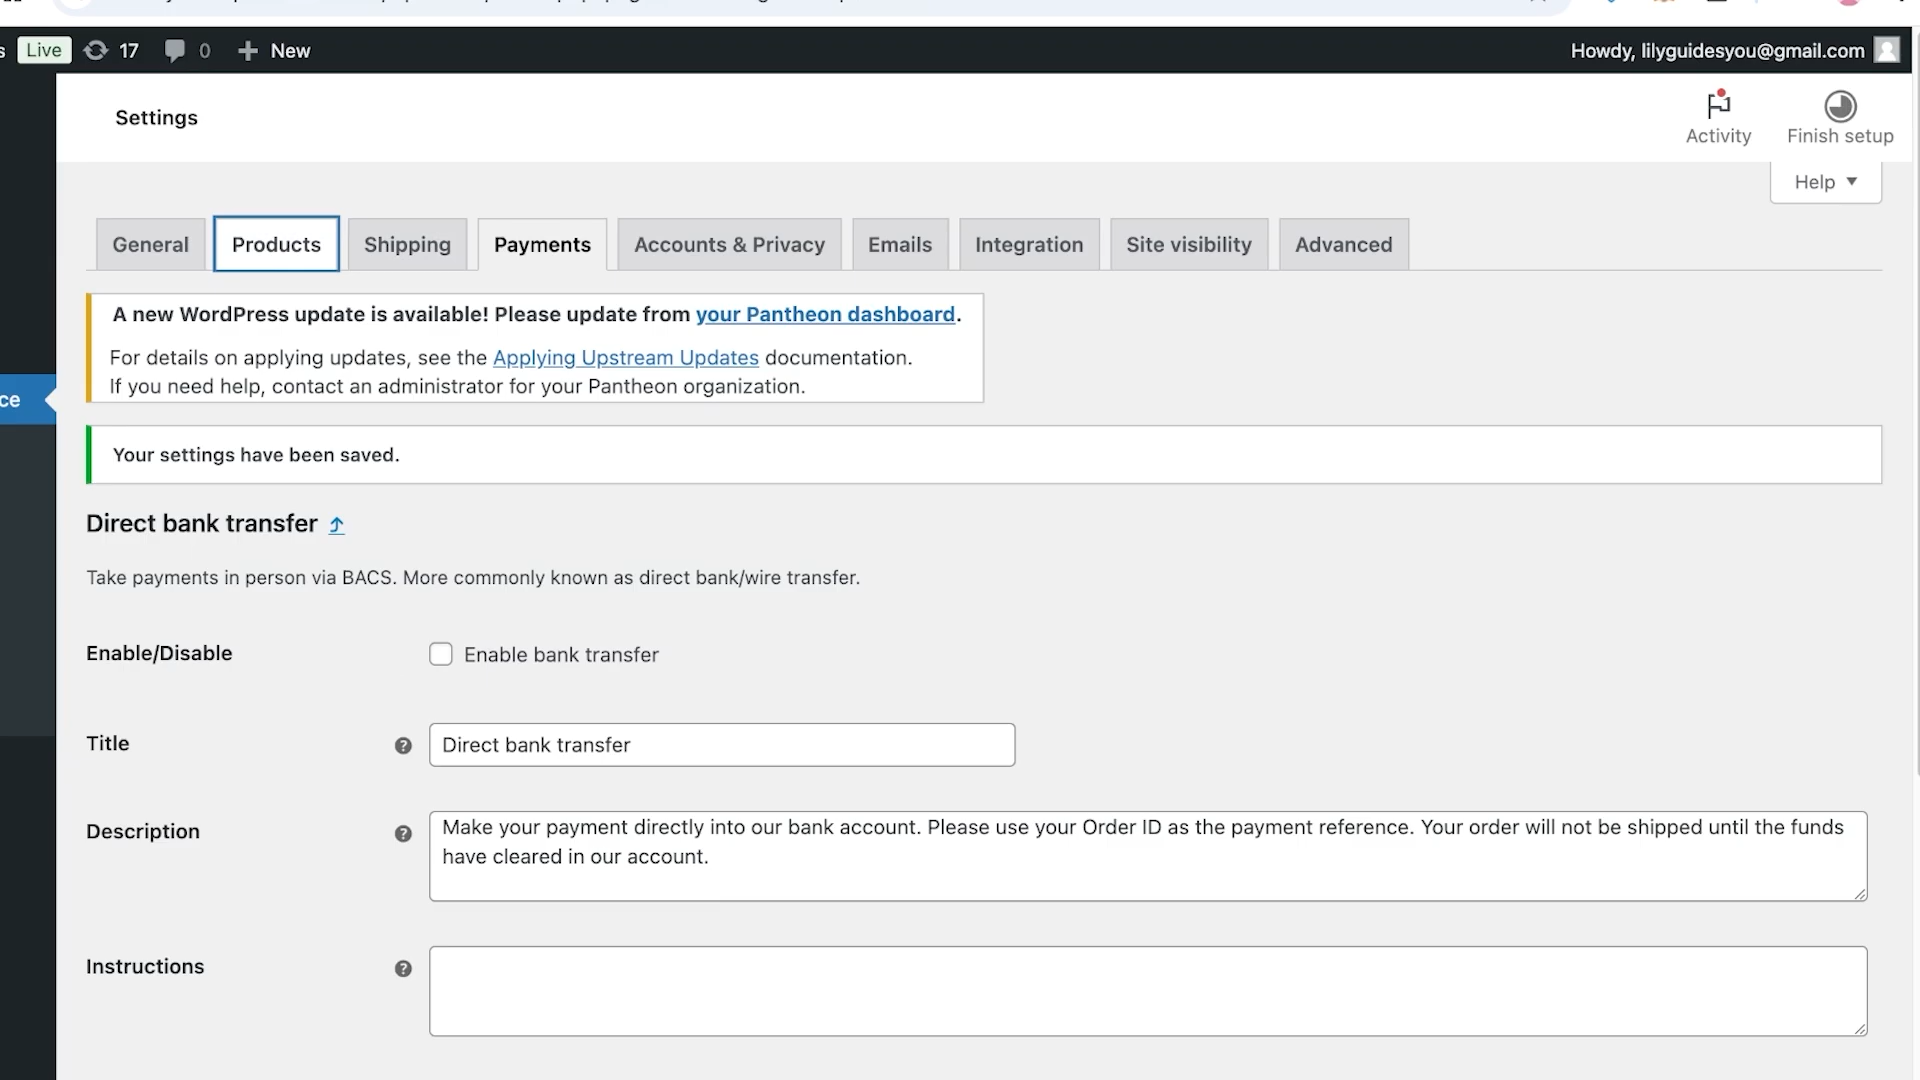 s Live 17 0 New Howdy, lilyguidesyou@gmail.com
Settings
Activity
Finish setup
Help
General Products Shipping Payments Accounts & Privacy Emails Integration Site visibility Advanced
A new WordPress update is available! Please update from your Pantheon dashboard.
For details on applying updates, see the Applying Upstream Updates documentation.
If you need help, contact an administrator for your Pantheon organization.
ce
Your settings have been saved.
Direct bank transfer
Take payments in person via BACS. More commonly known as direct bank/wire transfer.
Enable/Disable Enable bank transfer
Title Direct bank transfer
Description
Make your payment directly into our bank account. Please use your Order ID as the payment reference. Your order will not be shipped until the funds
have cleared in our account.
Instructions